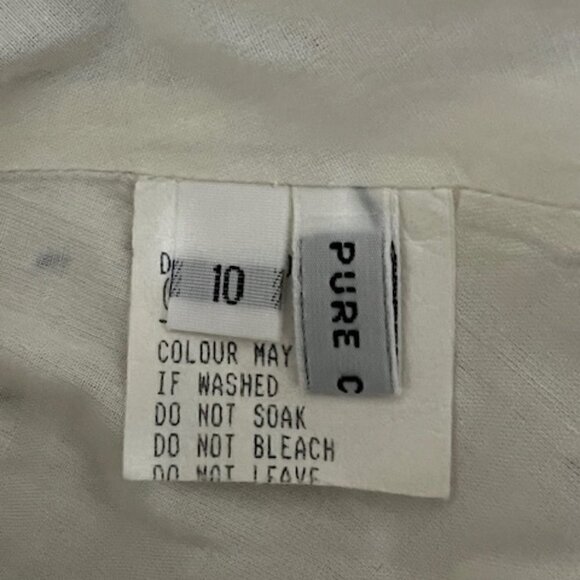 10
PURE C
COLOUR MAY
IF WASHED
DO NOT SOAK
DO NOT BLEACH
DO NOT LEAVE